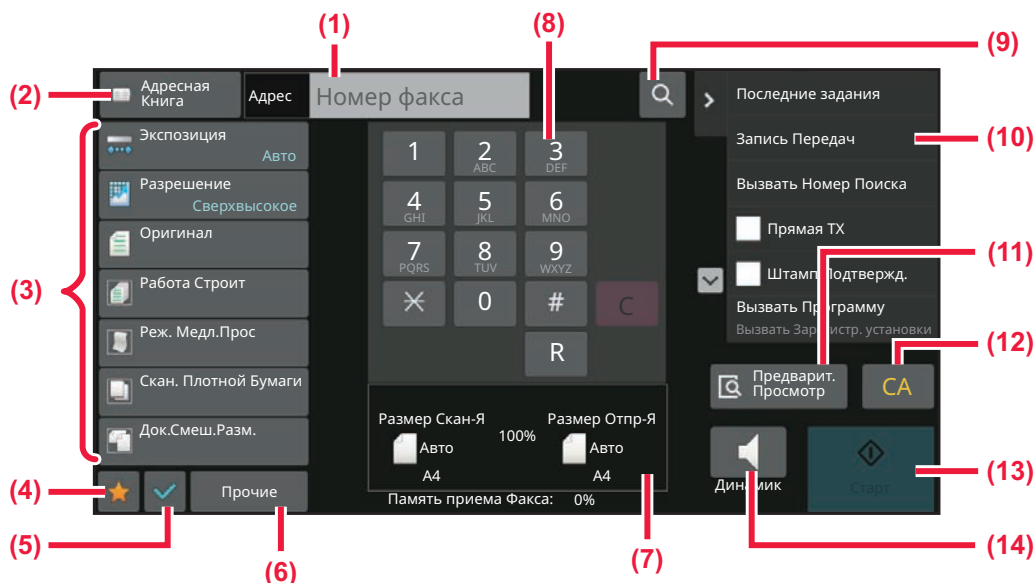 (1)
(8)
(9)
(2)
Адресная
Книга
Адрес
Номер факса
Последние задания
(3)
Экспозиция
Авто
Разрешение
Сверхвысокое
Оригинал
Работа Строит
Реж. Медл.Прос
Скан. Плотной Бумаги
Док.Смеш.Разм.
1
2
ABC
3
DEF
4
GHI
5
JKL
6
MNO
7
PQRS
8
TUV
9
WXYZ
0
#
C
R
Запись Передач
(10)
Вызвать Номер Поиска
Прямая TX
(11)
Штамп Подтвержд.
Вызвать Программу
Вызвать Зарегистр. установки
(12)
Предварит.
Просмотр
CA
Размер Скан-Я
Авто
A4
100%
Размер Отпр-Я
Авто
A4
Память приема Факса: 0%
Динамик
Старт
(13)
(4)
Прочие
(5)
(6)
(7)
(14)